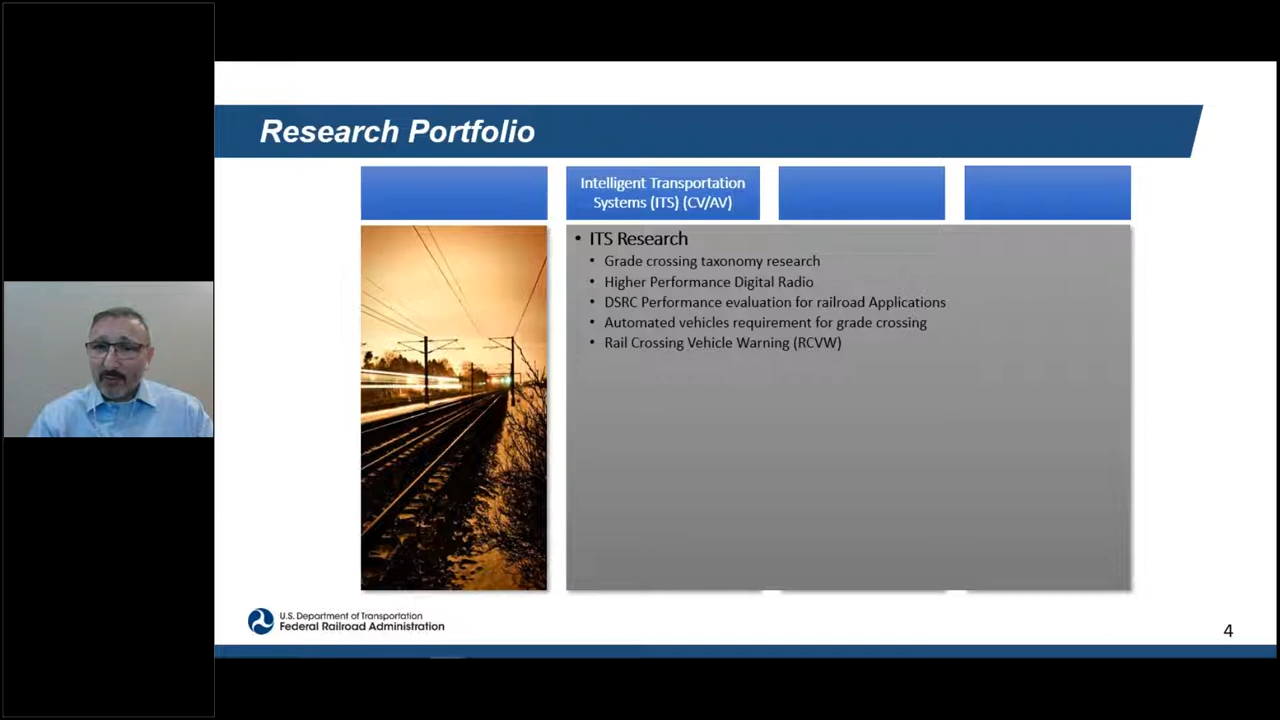 Research Portfolio
Intelligent Transportation
Systems (ITS) (CV/AV)
• ITS Research
• Grade crossing taxonomy research
• Higher Performance Digital Radio
• DSRC Performance evaluation for railroad Applications
• Automated vehicles requirement for grade crossing
• Rail Crossing Vehicle Warning (RCVW)
U.S. Department of Transportation
Federal Railroad Administration
4